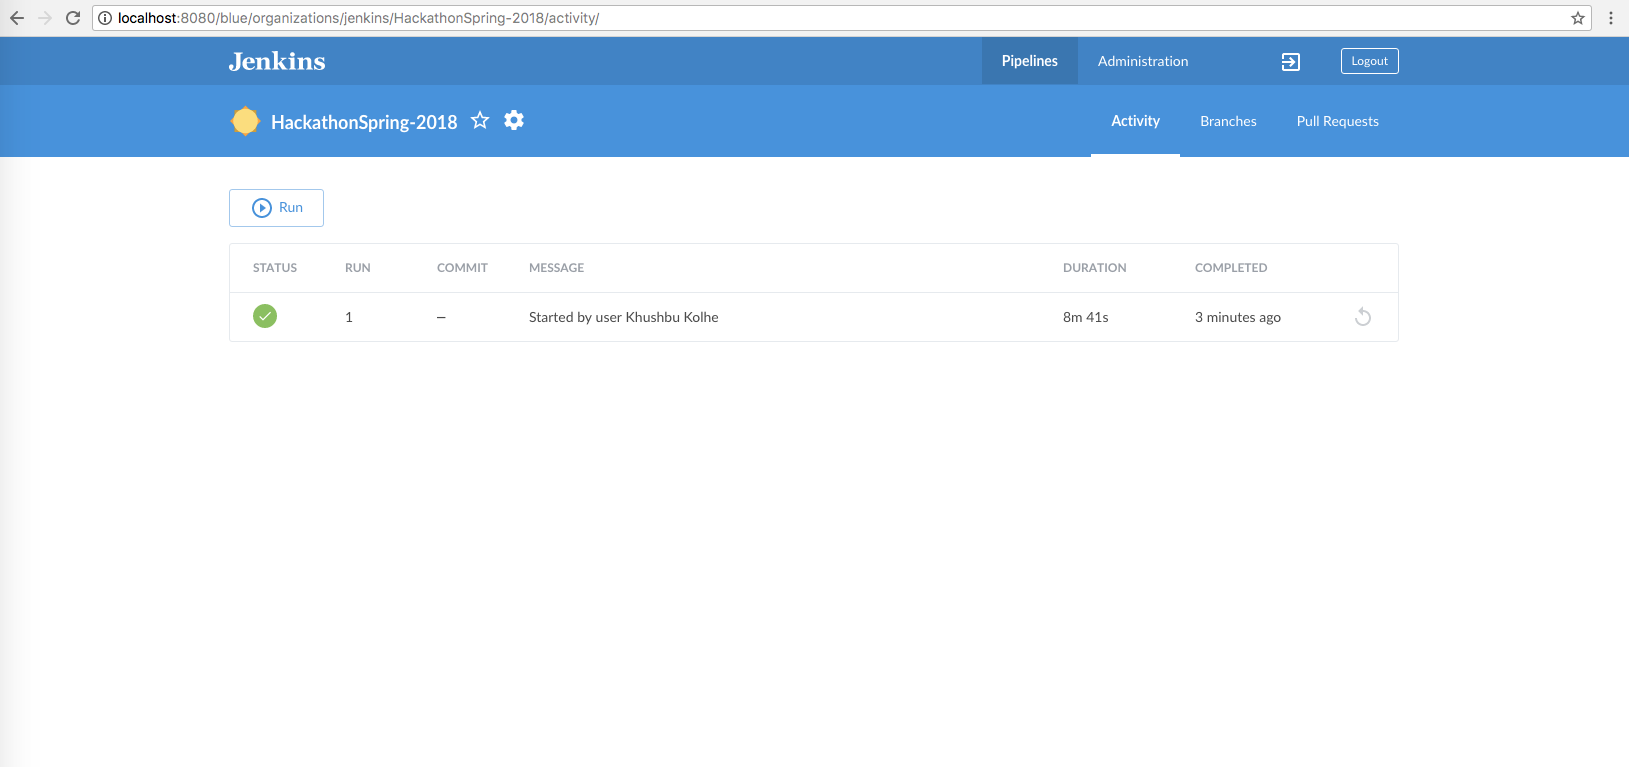 localhost:8080/blue/organizations/jenkins/HackathonSpring-2018/activity/
Jenkins Pipelines Administration Logout
HackathonSpring-2018 Activity Branches Pull Requests
Run
STATUS RUN COMMIT MESSAGE DURATION COMPLETED
1 – Started by user Khushbu Kolhe 8m 41s 3 minutes ago